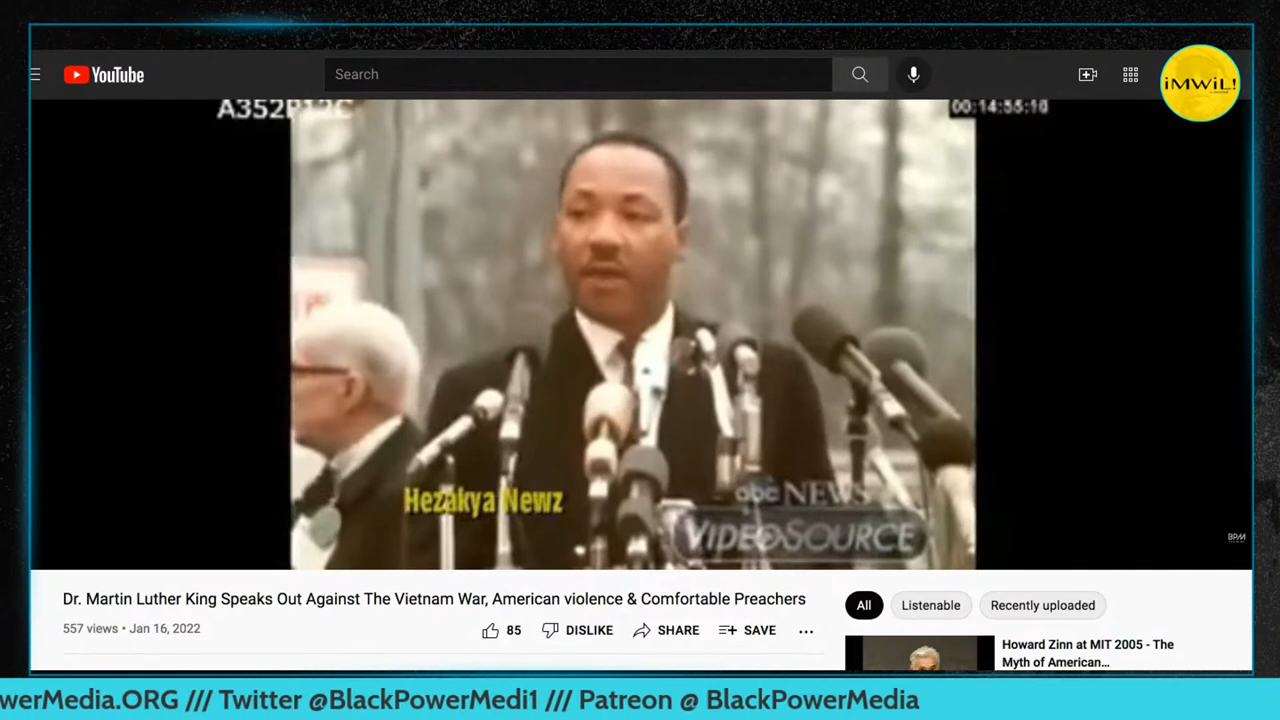 YouTube
Search
iMWiL!
00:14:55:16
Hezakya Newz
abc NEWS
VIDEOSOURCE
BPM
Dr. Martin Luther King Speaks Out Against The Vietnam War, American violence & Comfortable Preachers
557 views • Jan 16, 2022
85
DISLIKE
SHARE
SAVE
All
Listenable
Recently uploaded
Howard Zinn at MIT 2005 - The
Myth of American...
owerMedia.ORG /// Twitter @BlackPowerMedi1 /// Patreon @ BlackPowerMedia